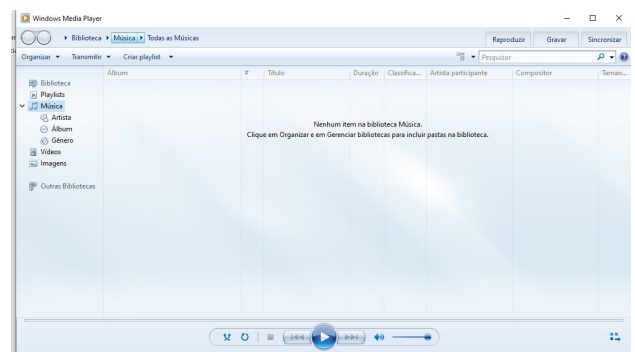 Windows Media Player
Biblioteca Música Todas as Músicas
Reproduzir Gravar Sincronizar
Organizar Transmitir Criar playlist
Pesquisar
Álbum # Título Duração Classifica... Artista participante Compositor Taman...
Biblioteca
Playlists
Música
Artista
Álbum
Gênero
Vídeos
Imagens
Outras Bibliotecas
Nenhum item na biblioteca Música.
Clique em Organizar e em Gerenciar bibliotecas para incluir pastas na biblioteca.